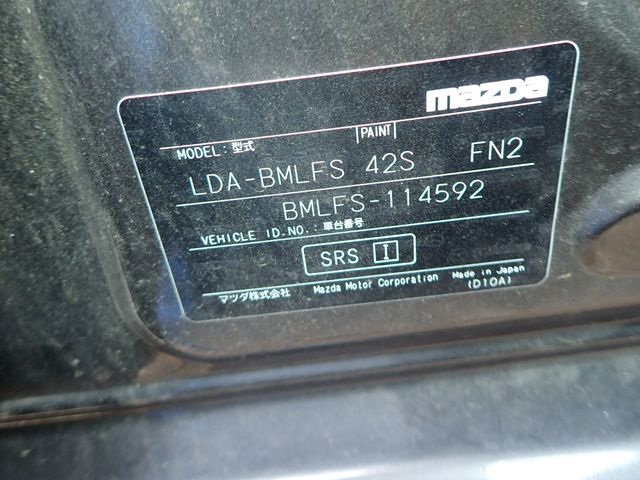 mazda
MODEL: 型式 PAINT
LDA-BMLFS 42S FN2
BMLFS-114592
VEHICLE ID.NO.: 車台番号
SRS I
マツダ株式会社 Mazda Motor Corporation Made in Japan
(D10A)